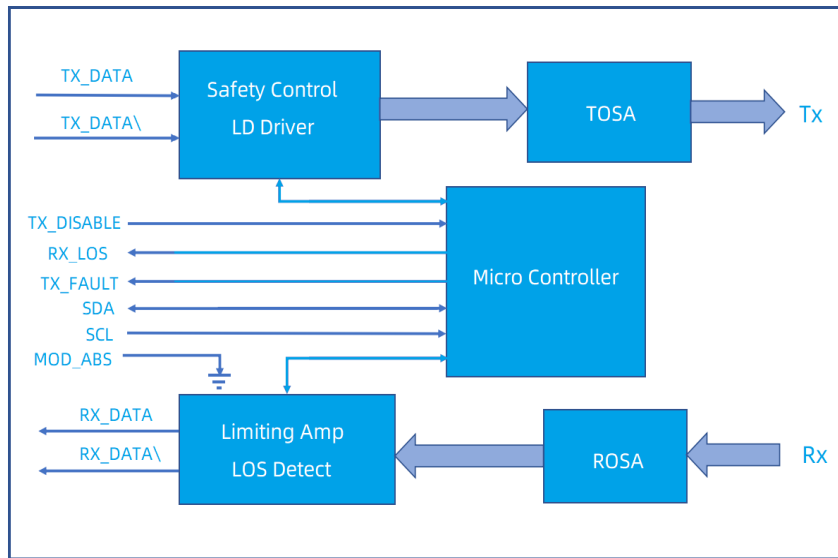 TX_DATA
TX_DATA\
Safety Control
LD Driver
TOSA
Tx
TX_DISABLE
RX_LOS
TX_FAULT
SDA
SCL
MOD_ABS
Micro Controller
RX_DATA
RX_DATA\
Limiting Amp
LOS Detect
ROSA
Rx